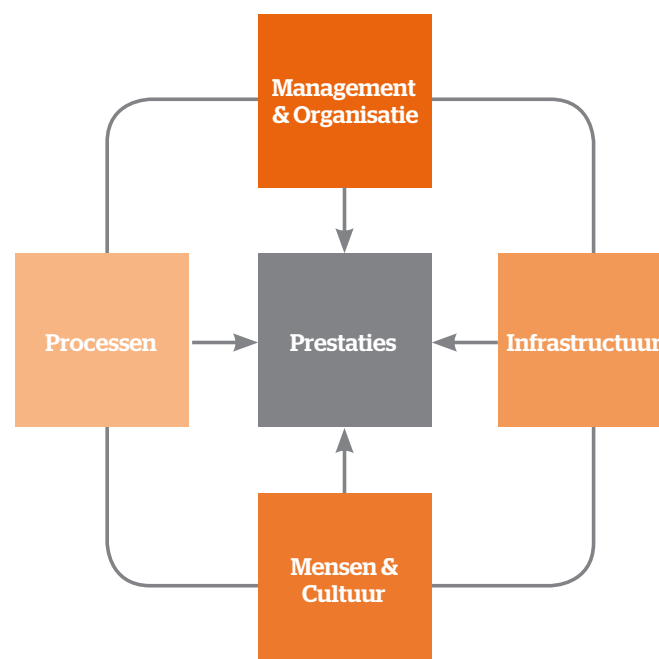 Management
& Organisatie
Processen
Prestaties
Infrastructuur
Mensen &
Cultuur